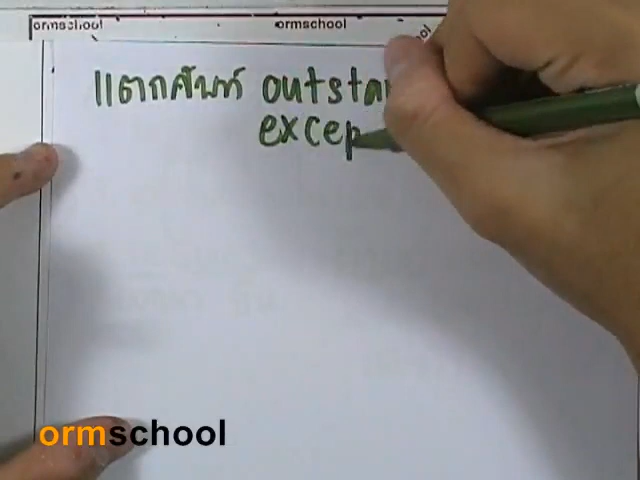 ormschool ormschool
แตกศัพท์ outsta
excep
ormschool